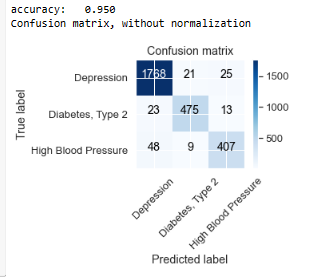 accuracy:   0.950
Confusion matrix, without normalization
Confusion matrix
Depression 1768 21 25
Diabetes, Type 2 23 475 13
High Blood Pressure 48 9 407
1500
1000
500
True label
Depression
Diabetes, Type 2
High Blood Pressure
Predicted label